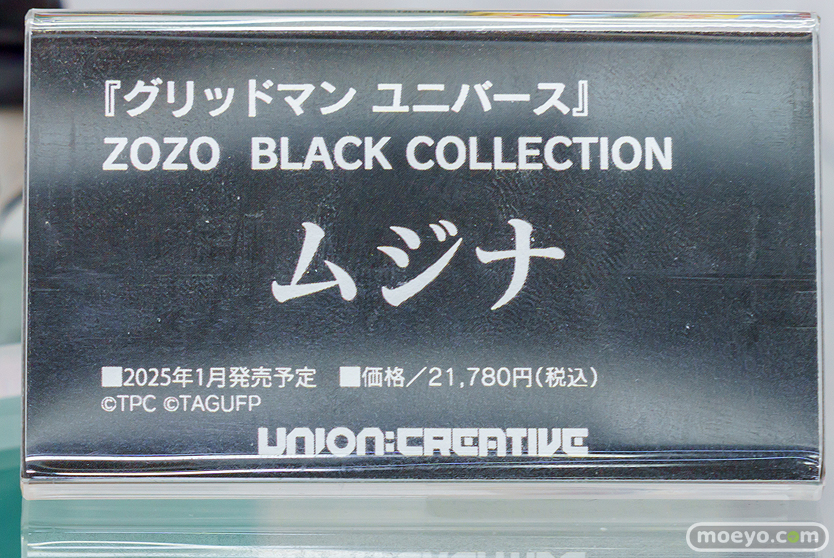 『グリッドマン ユニバース』
ZOZO BLACK COLLECTION
ムジナ
■2025年1月発売予定 ■価格／21,780円(税込)
©TPC ©TAGUFP
UNION:CREATIVE
moeyo.com